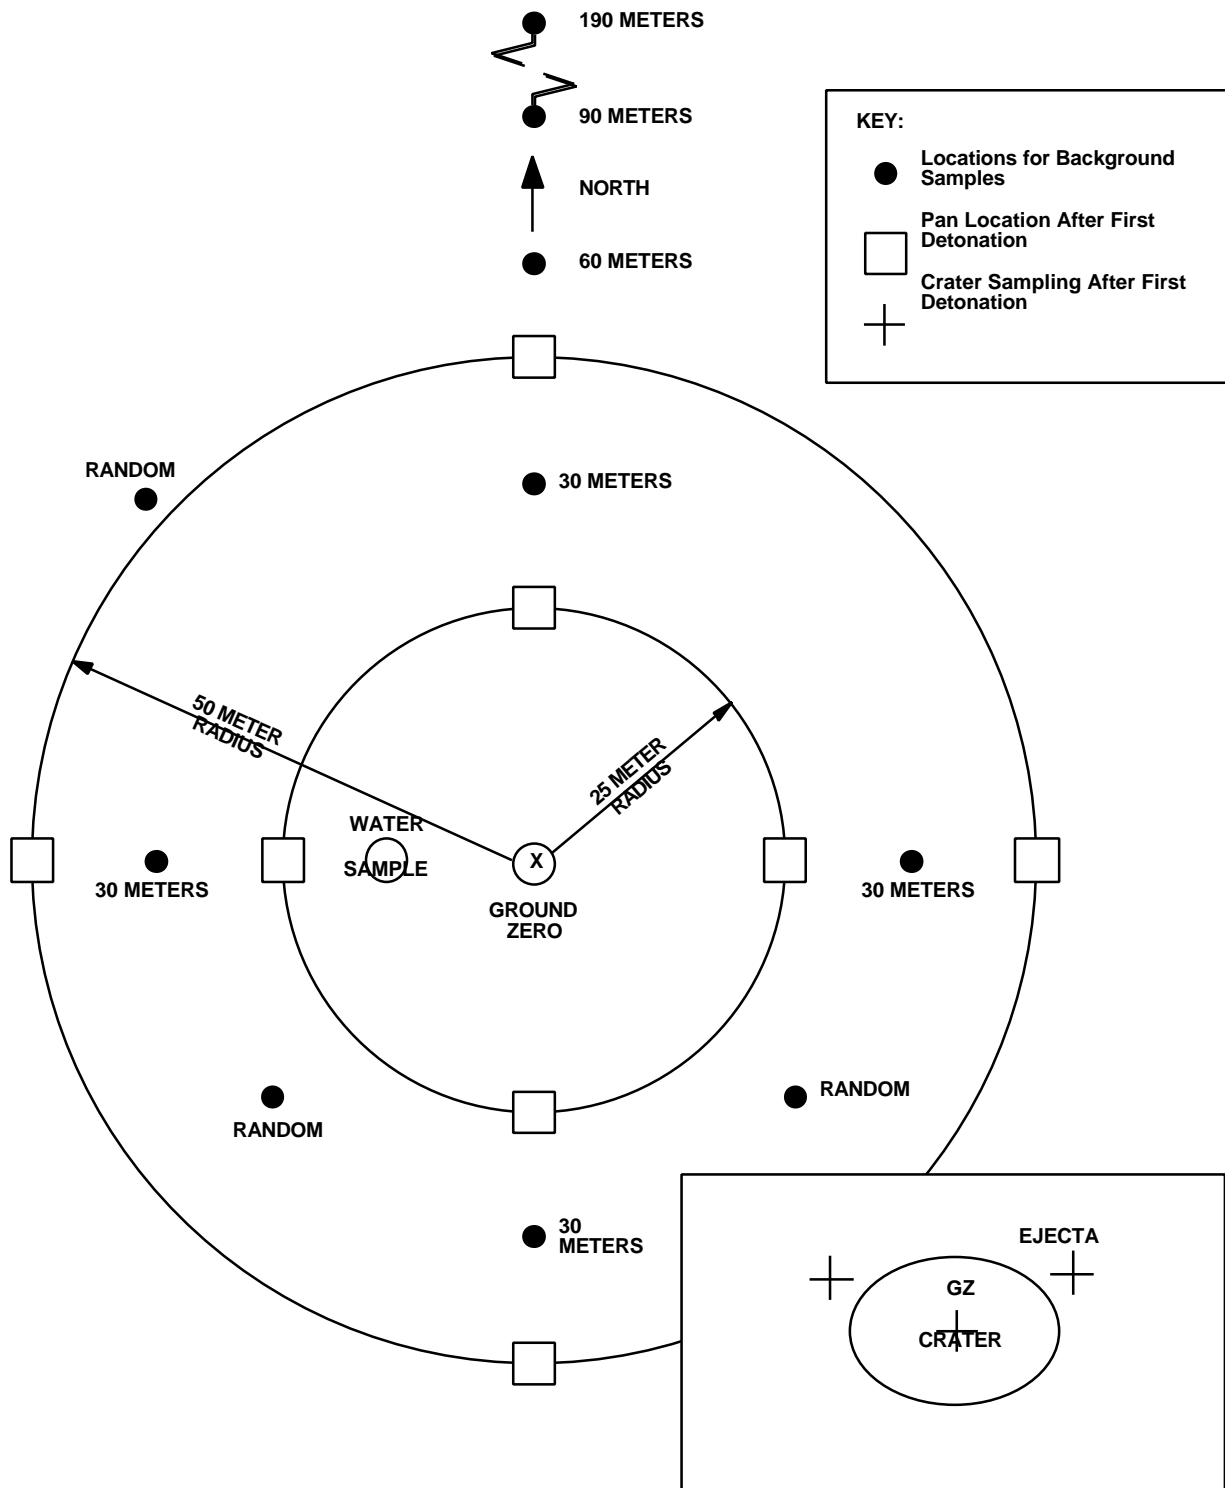 190 METERS
90 METERS
KEY:
Locations for Background
Samples
NORTH
Pan Location After First
Detonation
60 METERS
Crater Sampling After First
Detonation
RANDOM
30 METERS
50 METER
RADIUS
25 METER
RADIUS
WATER
SAMPLE
X
30 METERS
30 METERS
GROUND
ZERO
RANDOM
RANDOM
30
METERS
EJECTA
GZ
CRATER